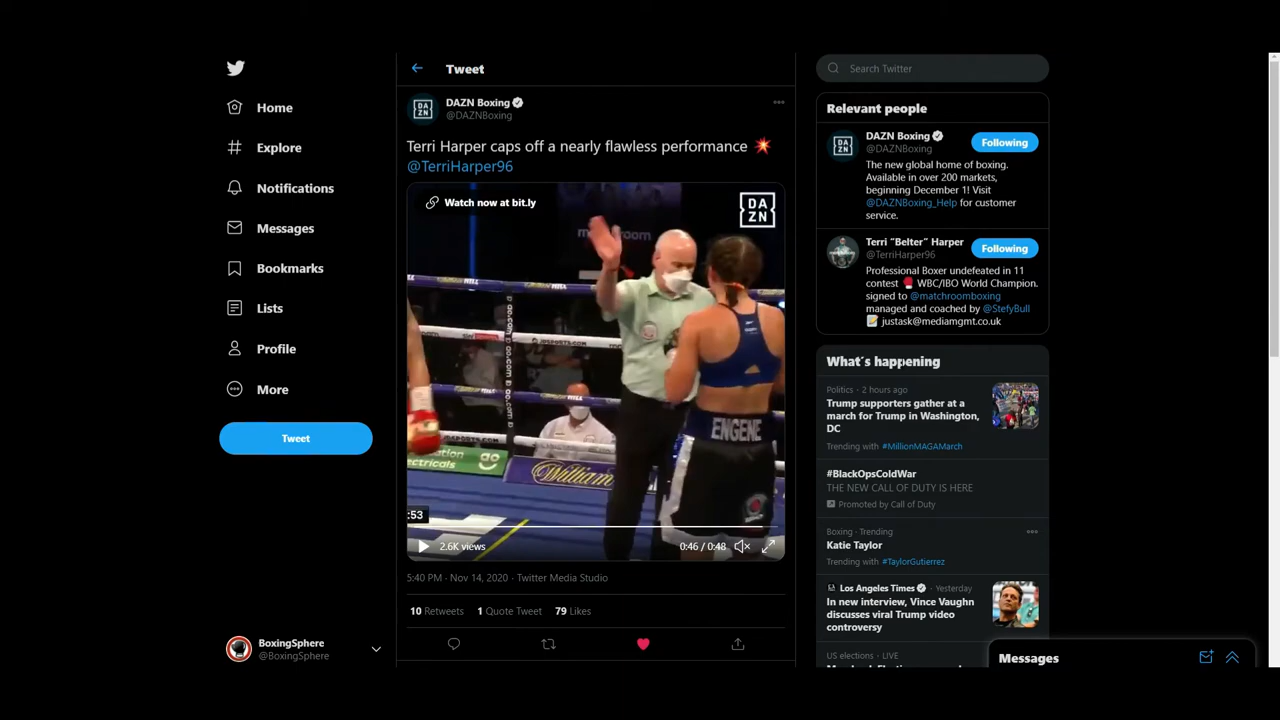 Home
Explore
Notifications
Messages
Bookmarks
Lists
Profile
More
Tweet
BoxingSphere
@BoxingSphere
Tweet
DAZN Boxing
@DAZNBoxing
Terri Harper caps off a nearly flawless performance 💥
@TerriHarper96
Watch now at bit.ly
DA
ZN
ENGENE
William
:53
2.6K views
0:46 / 0:48
5:40 PM · Nov 14, 2020 · Twitter Media Studio
10 Retweets 1 Quote Tweet 79 Likes
Search Twitter
Relevant people
DA
ZN
DAZN Boxing
@DAZNBoxing
Following
The new global home of boxing.
Available in over 200 markets,
beginning December 1! Visit
@DAZNBoxing_Help for customer
service.
Terri “Belter” Harper
@TerriHarper96
Following
Professional Boxer undefeated in 11
contest 🥊 WBC/IBO World Champion.
signed to @matchroomboxing
managed and coached by @StefyBull
📝 justask@mediamgmt.co.uk
What's happening
Politics · 2 hours ago
Trump supporters gather at a
march for Trump in Washington,
DC
Trending with #MillionMAGAMarch
#BlackOpsColdWar
THE NEW CALL OF DUTY IS HERE
Promoted by Call of Duty
Boxing · Trending
Katie Taylor
Trending with #TaylorGutierrez
Los Angeles Times · Yesterday
In new interview, Vince Vaughn
discusses viral Trump video
controversy
US elections · LIVE
Messages